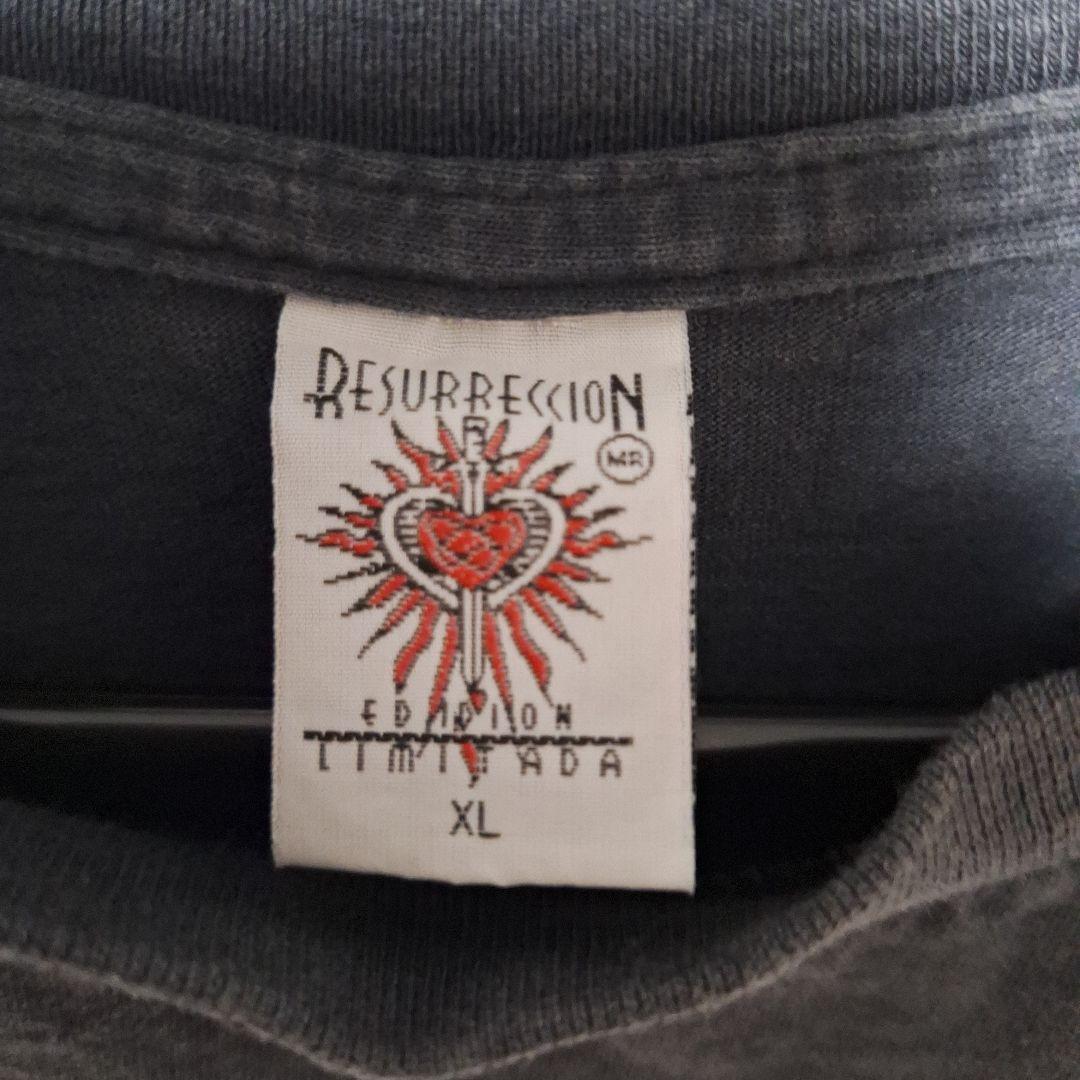 RESURRECCION
MR
R
EDICION
LIMITADA
XL